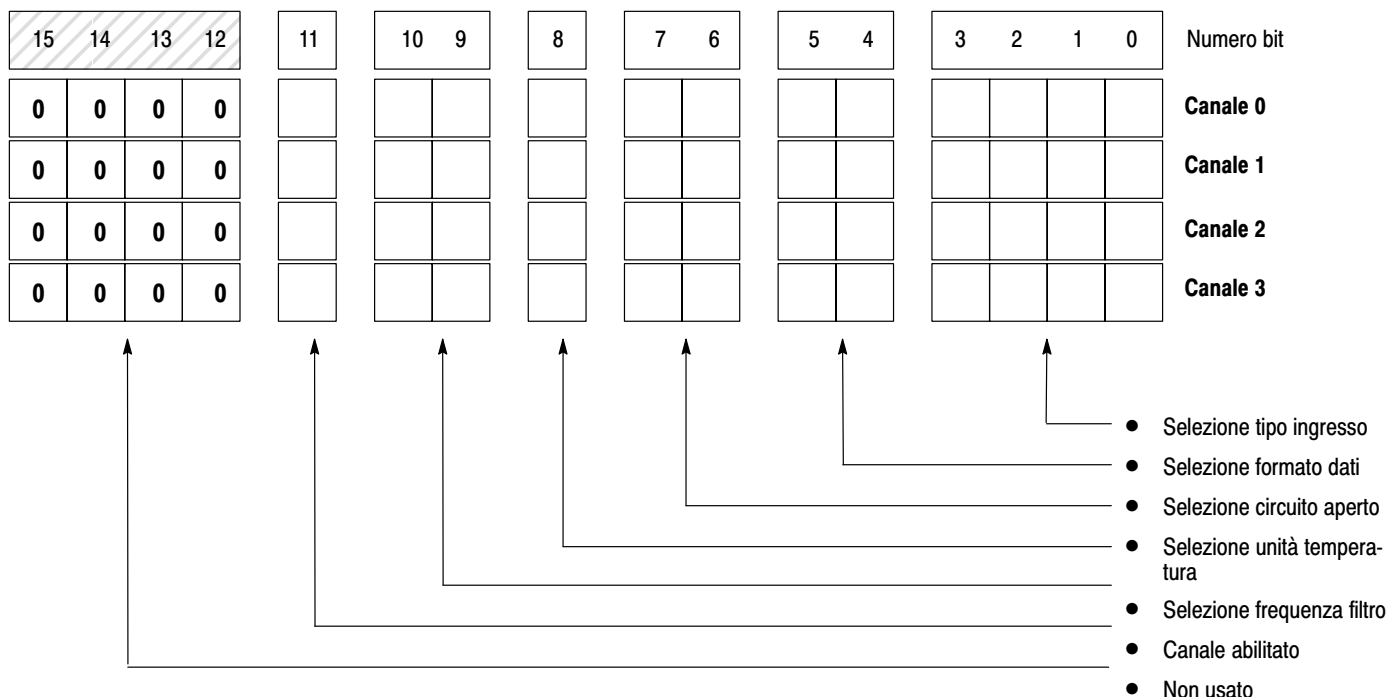 15 14 13 12 11 10 9 8 7 6 5 4 3 2 1 0 Numero bit
0 0 0 0 Canale 0
0 0 0 0 Canale 1
0 0 0 0 Canale 2
0 0 0 0 Canale 3
● Selezione tipo ingresso
● Selezione formato dati
● Selezione circuito aperto
● Selezione unità tempera-
tura
● Selezione frequenza filtro
● Canale abilitato
● Non usato